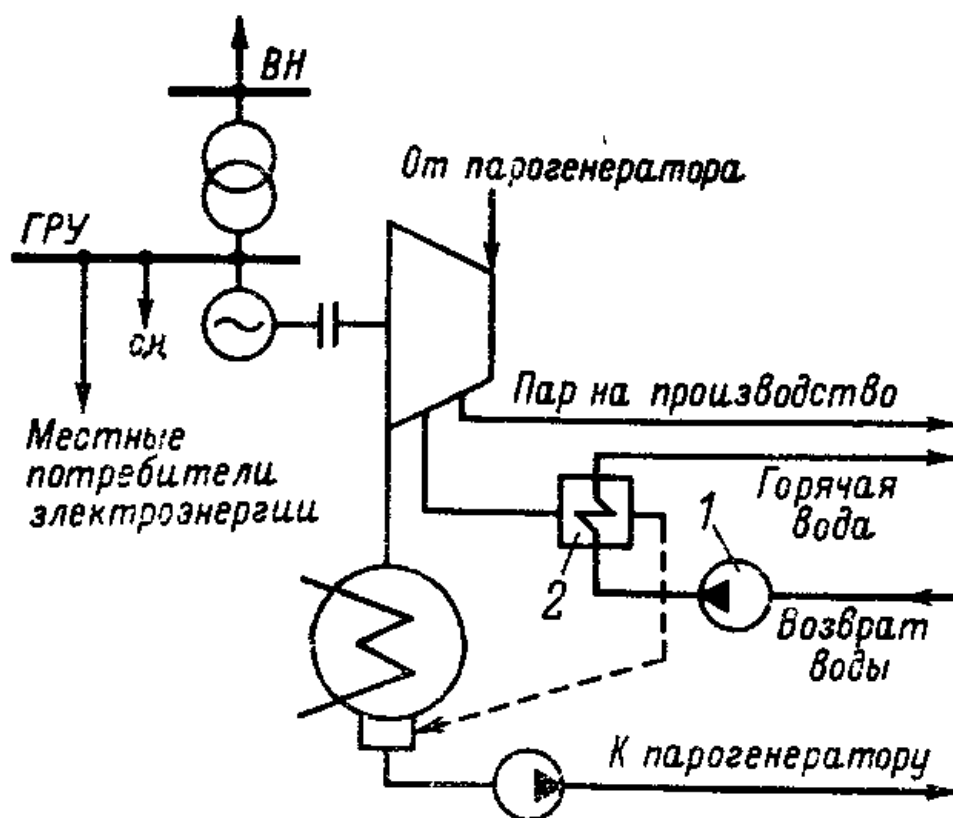 ВН
От парогенератора
ГРУ
сн
Местные
потребители
электроэнергии
Пар на производство
Горячая
вода
1
2
Возврат
воды
К парогенератору